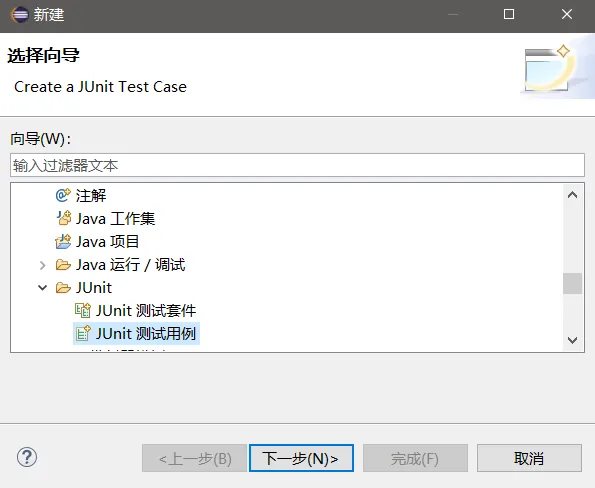 新建
选择向导
Create a JUnit Test Case
向导(W):
输入过滤器文本
注解
Java 工作集
Java 项目
Java 运行 / 调试
JUnit
JUnit 测试套件
JUnit 测试用例
<上一步(B) 下一步(N)> 完成(F) 取消